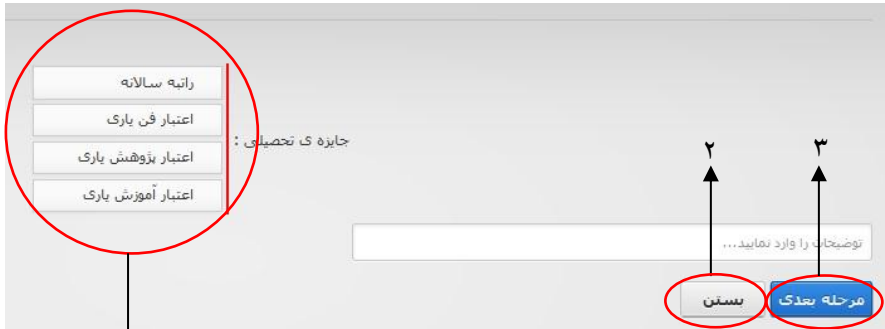 راتبه سالانه
اعتبار فن یاری
جایزه ی تحصیلی :
اعتبار پژوهش یاری
اعتبار آموزش یاری
۳
۲
توضیحات را وارد نمایید...
مرحله بعدی
بستن